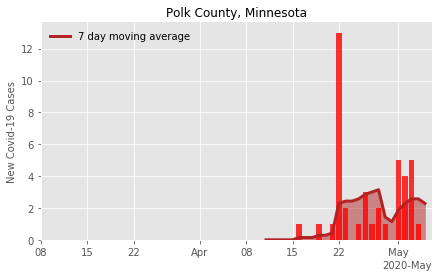 Polk County, Minnesota
7 day moving average
New Covid-19 Cases
12
10
8
6
4
2
0
08 15 22 Apr 08 15 22 May
2020-May